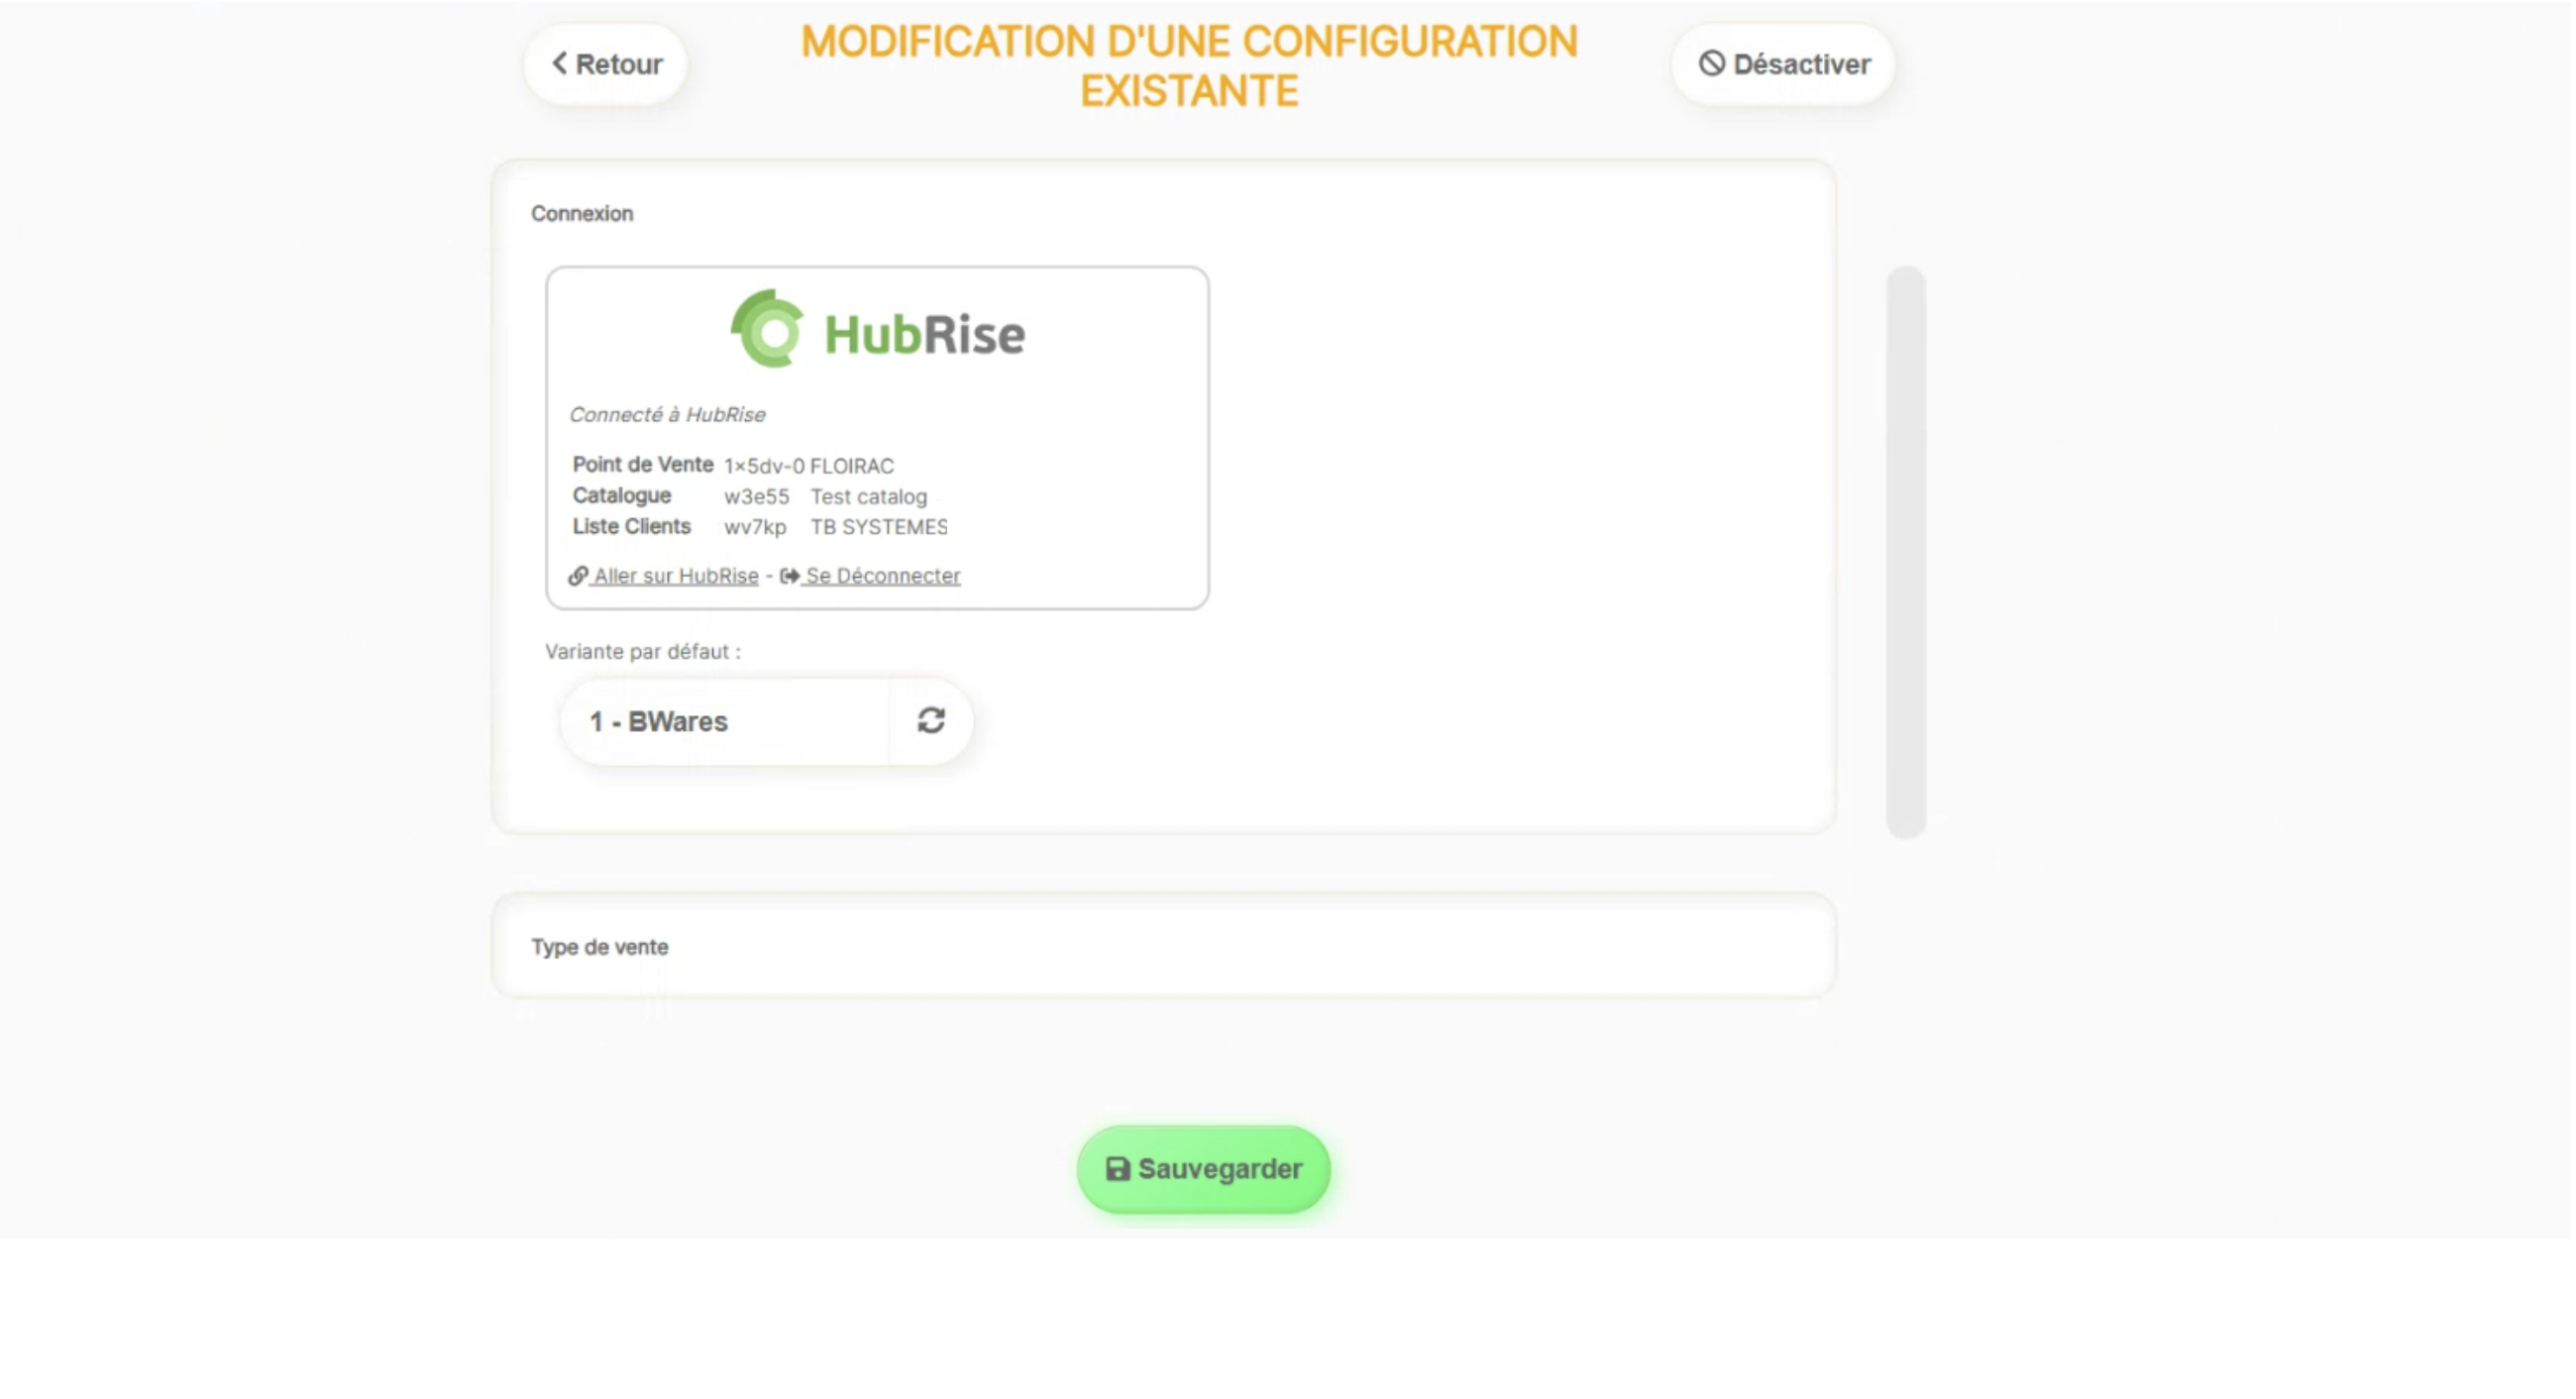 Retour
MODIFICATION D'UNE CONFIGURATION
EXISTANTE
Désactiver
Connexion
HubRise
Connecté à HubRise
Point de Vente 1x5dv-0 FLOIRAC
Catalogue w3e55 Test catalog
Liste Clients wv7kp TB SYSTEMES
Aller sur HubRise - Se Déconnecter
Variante par défaut :
1 - BWares
Type de vente
Sauvegarder